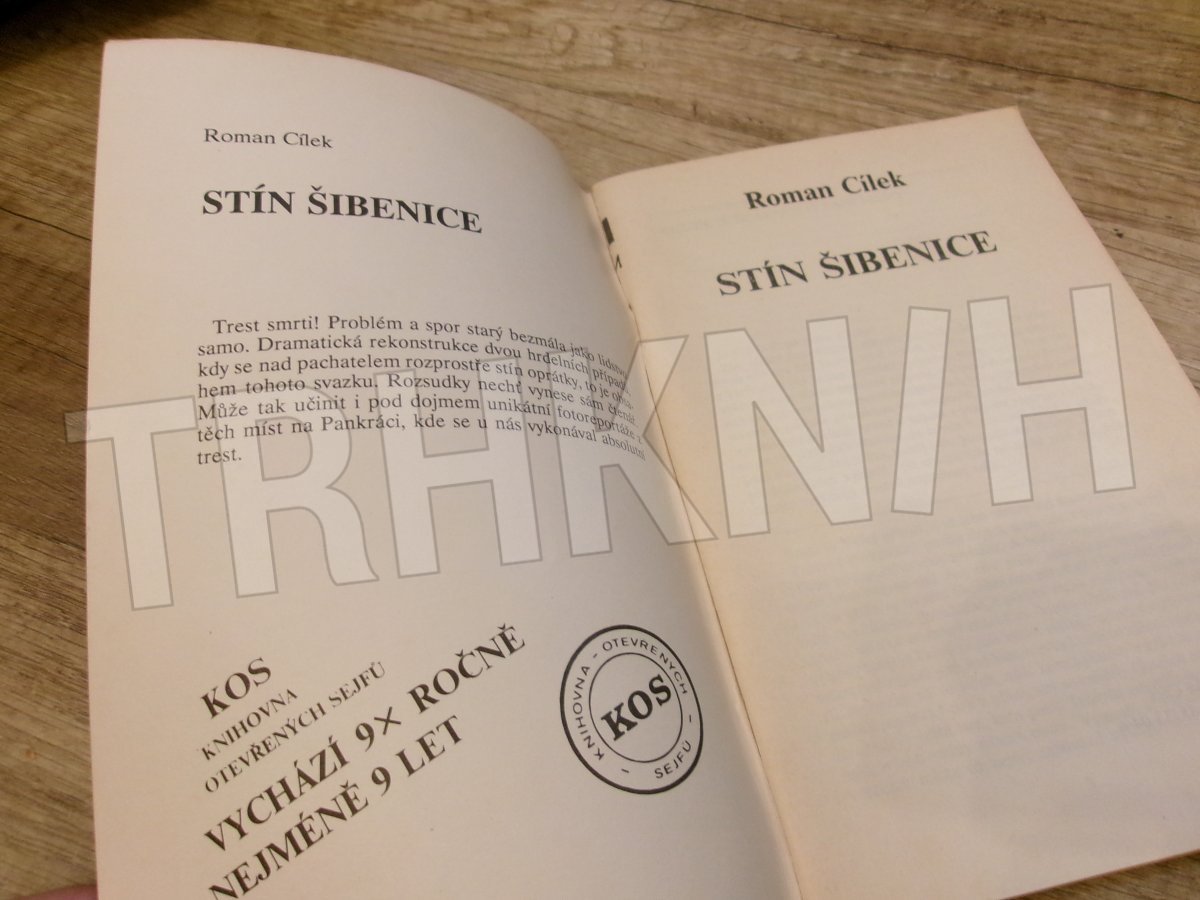 Roman Cílek
STÍN ŠIBENICE
Trest smrti! Problém a spor starý bezmála jako lidstvo
samo. Dramatická rekonstrukce dvou hrdelních případů,
kdy se nad pachatelem rozprostře stín oprátky, to je obsa-
hem tohoto svazku. Rozsudky nechť vynese sám čtenář.
Může tak učinit i pod dojmem unikátní fotoreportáže z
těch míst na Pankráci, kde se u nás vykonával absolutní
trest.
KOS
KNIHOVNA
OTEVŘENÝCH SEJFŮ
VYCHÁZÍ 9× ROČNĚ
NEJMÉNĚ 9 LET
KNIHOVNA - OTEVŘENÝCH - SEJFŮ -
KOS
Roman Cílek
STÍN ŠIBENICE
TRHKN/H